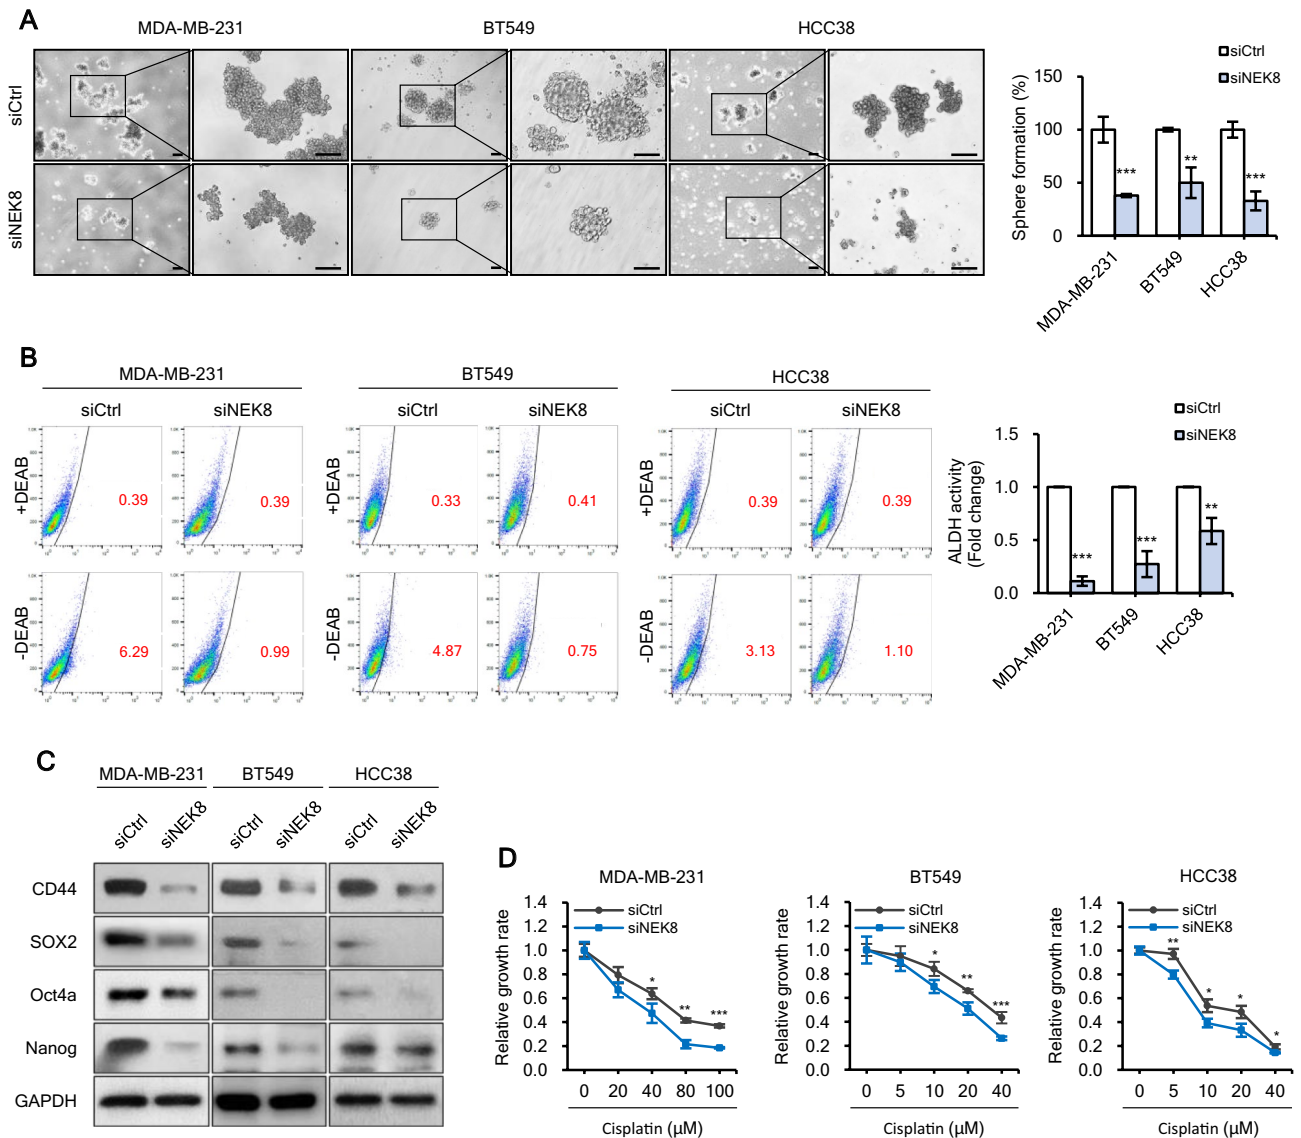 A
MDA-MB-231 BT549 HCC38
siCtrl
siNEK8
siCtrl
siNEK8
Sphere formation (%)
150
100
50
0
*** ** ***
MDA-MB-231 BT549 HCC38
B
MDA-MB-231 BT549 HCC38
siCtrl siNEK8 siCtrl siNEK8 siCtrl siNEK8
+DEAB +DEAB +DEAB
0.39 0.39 0.33 0.41 0.39 0.39
-DEAB -DEAB -DEAB
6.29 0.99 4.87 0.75 3.13 1.10
siCtrl
siNEK8
ALDH activity
(Fold change)
1.5
1.0
0.5
0.0
*** *** **
MDA-MB-231 BT549 HCC38
C
MDA-MB-231 BT549 HCC38
siCtrl siNEK8 siCtrl siNEK8 siCtrl siNEK8
CD44
SOX2
Oct4a
Nanog
GAPDH
D
MDA-MB-231
Relative growth rate
1.4
1.2
1.0
0.8
0.6
0.4
0.2
0.0
siCtrl
siNEK8
* ** ***
0 20 40 80 100
Cisplatin (µM)
BT549
Relative growth rate
1.4
1.2
1.0
0.8
0.6
0.4
0.2
0.0
siCtrl
siNEK8
* ** ***
0 5 10 20 40
Cisplatin (µM)
HCC38
Relative growth rate
1.4
1.2
1.0
0.8
0.6
0.4
0.2
0.0
siCtrl
siNEK8
** * * *
0 5 10 20 40
Cisplatin (µM)